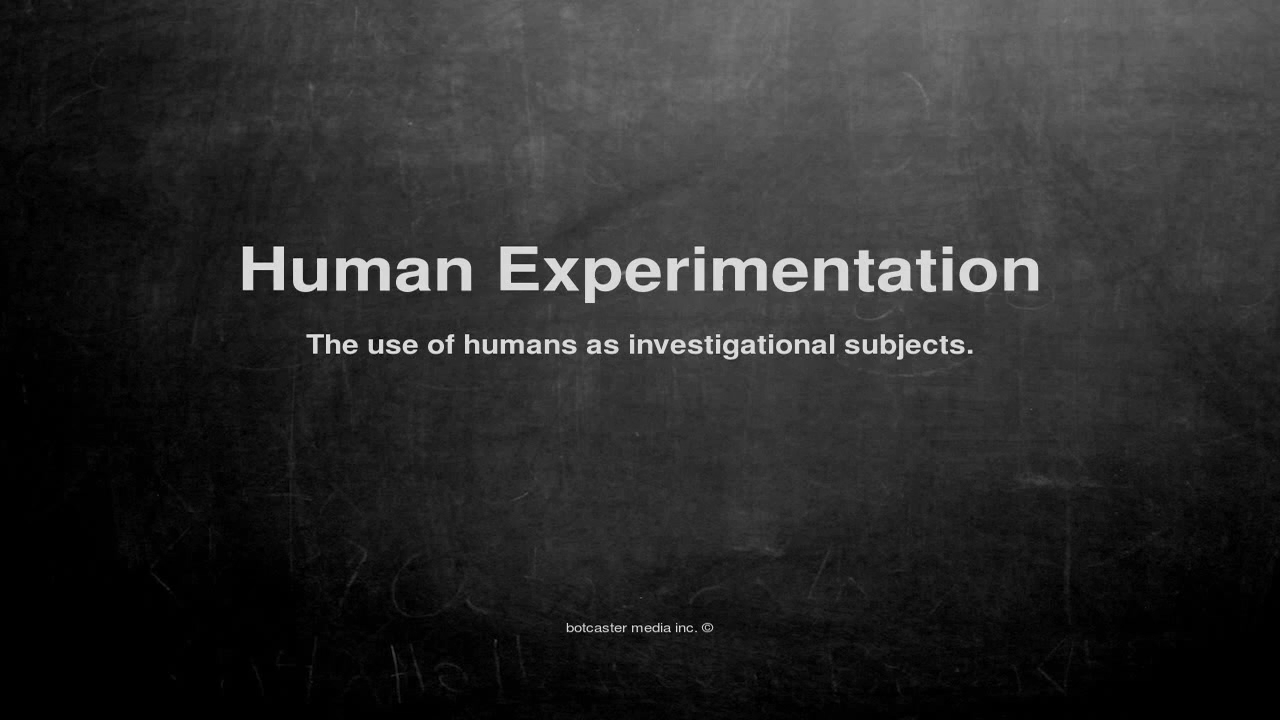 Human Experimentation
The use of humans as investigational subjects.
botcaster media inc. ©